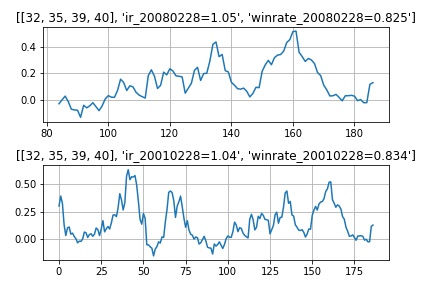 [[32, 35, 39, 40], 'ir_20080228=1.05', 'winrate_20080228=0.825']
0.4
0.2
0.0
80 100 120 140 160 180
[[32, 35, 39, 40], 'ir_20010228=1.04', 'winrate_20010228=0.834']
0.50
0.25
0.00
0 25 50 75 100 125 150 175